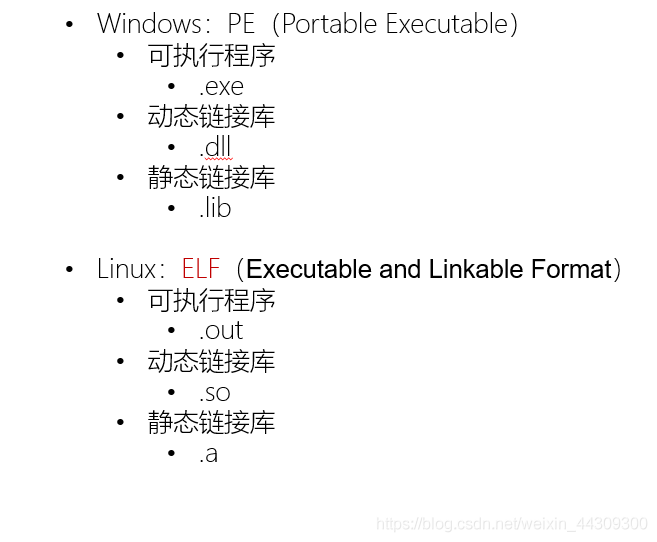 • Windows：PE（Portable Executable）
• 可执行程序
• .exe
• 动态链接库
• .dll
• 静态链接库
• .lib
• Linux：ELF（Executable and Linkable Format）
• 可执行程序
• .out
• 动态链接库
• .so
• 静态链接库
• .a
https://blog.csdn.net/weixin_44309300